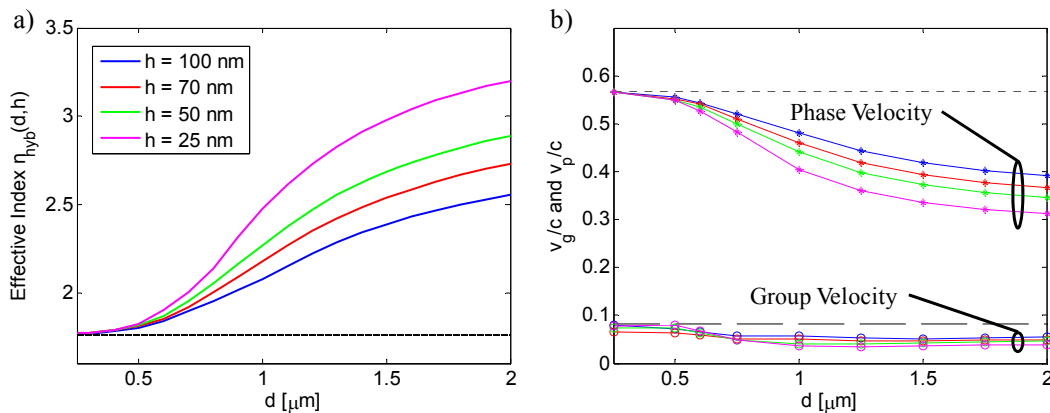 a)
3.5
3
2.5
2
Effective Index η_hyb(d,h)
h = 100 nm
h = 70 nm
h = 50 nm
h = 25 nm
0.5
1
1.5
2
d [μm]
b)
0.6
0.5
0.4
0.3
0.2
0.1
0
v_g/c and v_p/c
Phase Velocity
Group Velocity
0.5
1
1.5
2
d [μm]